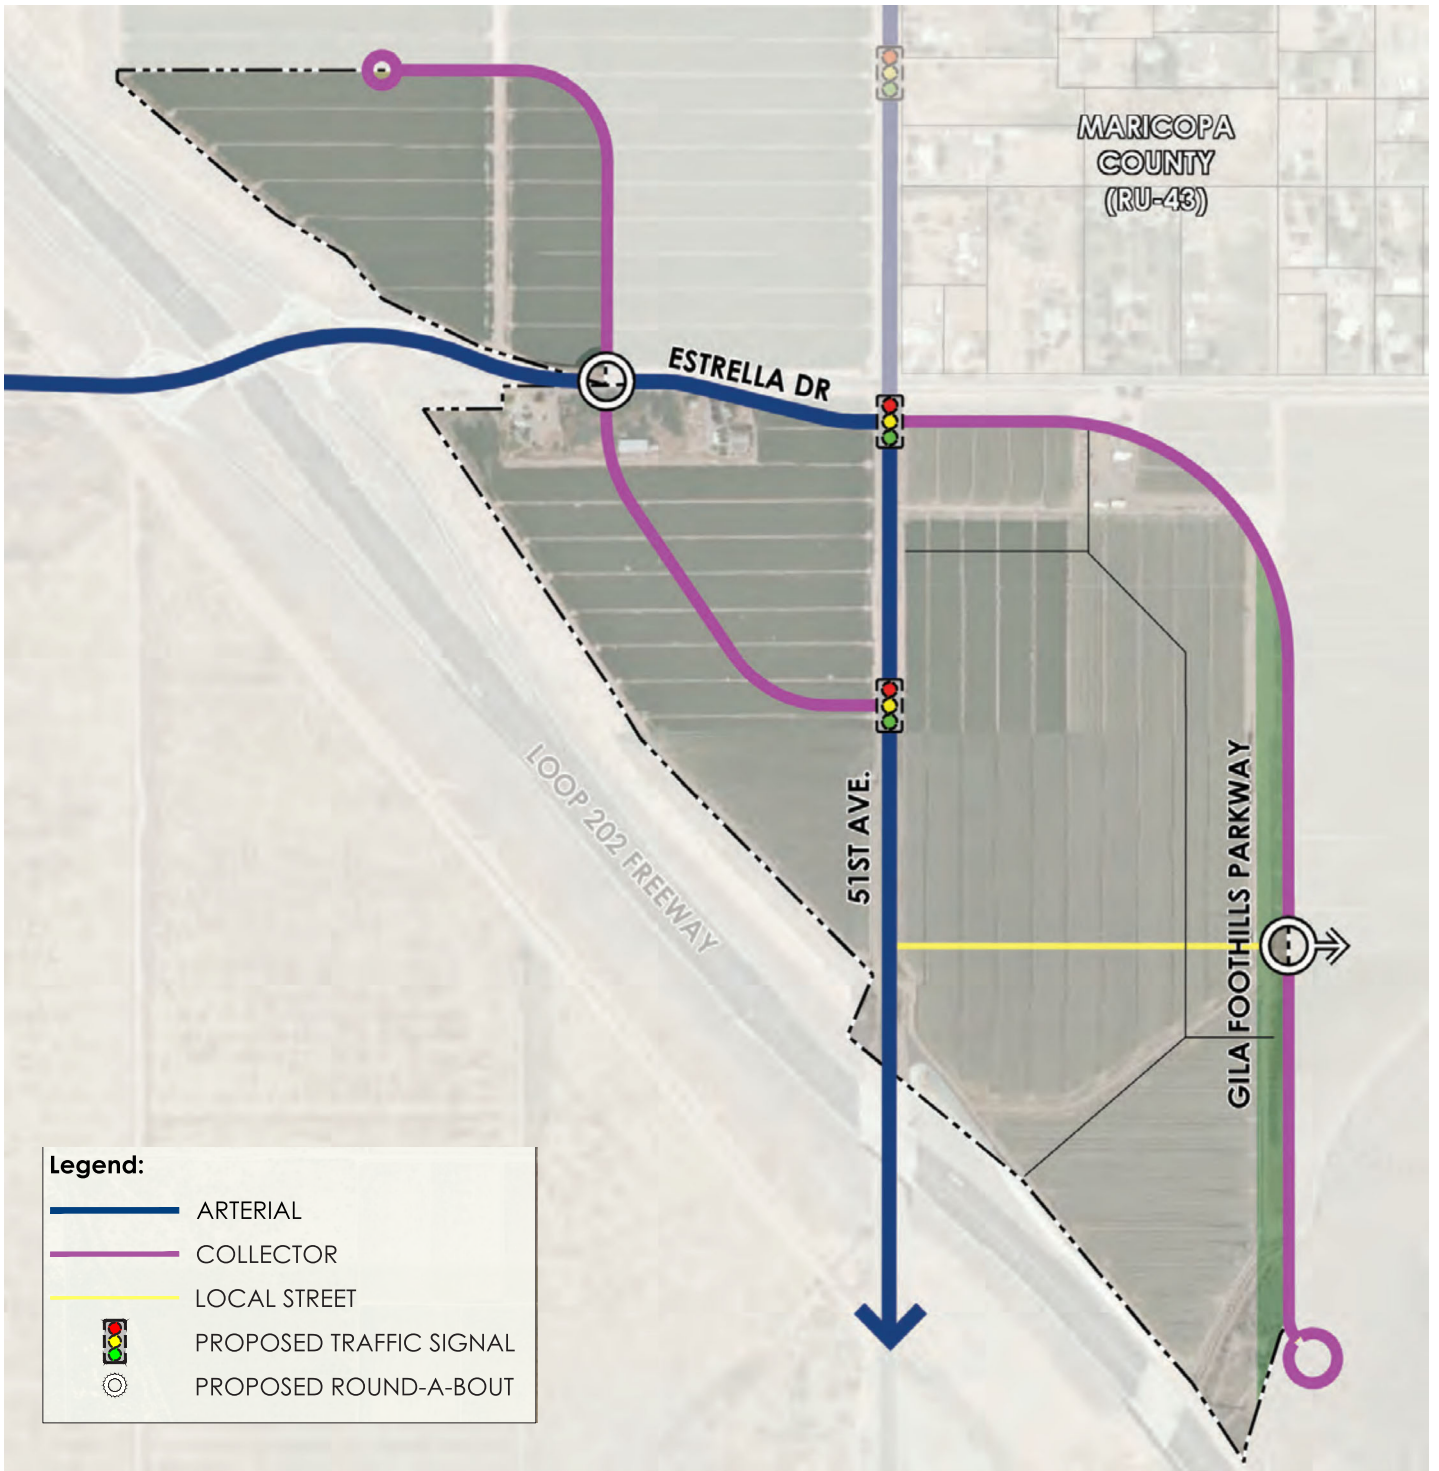 MARICOPA
COUNTY
(RU-43)
ESTRELLA DR
LOOP 202 FREEWAY
51ST AVE.
GILA FOOTHILLS PARKWAY
Legend:
ARTERIAL
COLLECTOR
LOCAL STREET
PROPOSED TRAFFIC SIGNAL
PROPOSED ROUND-A-BOUT